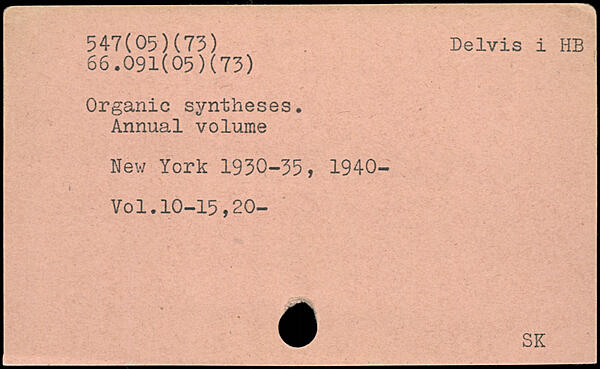 547(05)(73)
Delvis i HB
66.091(05)(73)
Organic syntheses.
Annual volume
New York 1930-35, 1940-
Vol.10-15,20-
SK